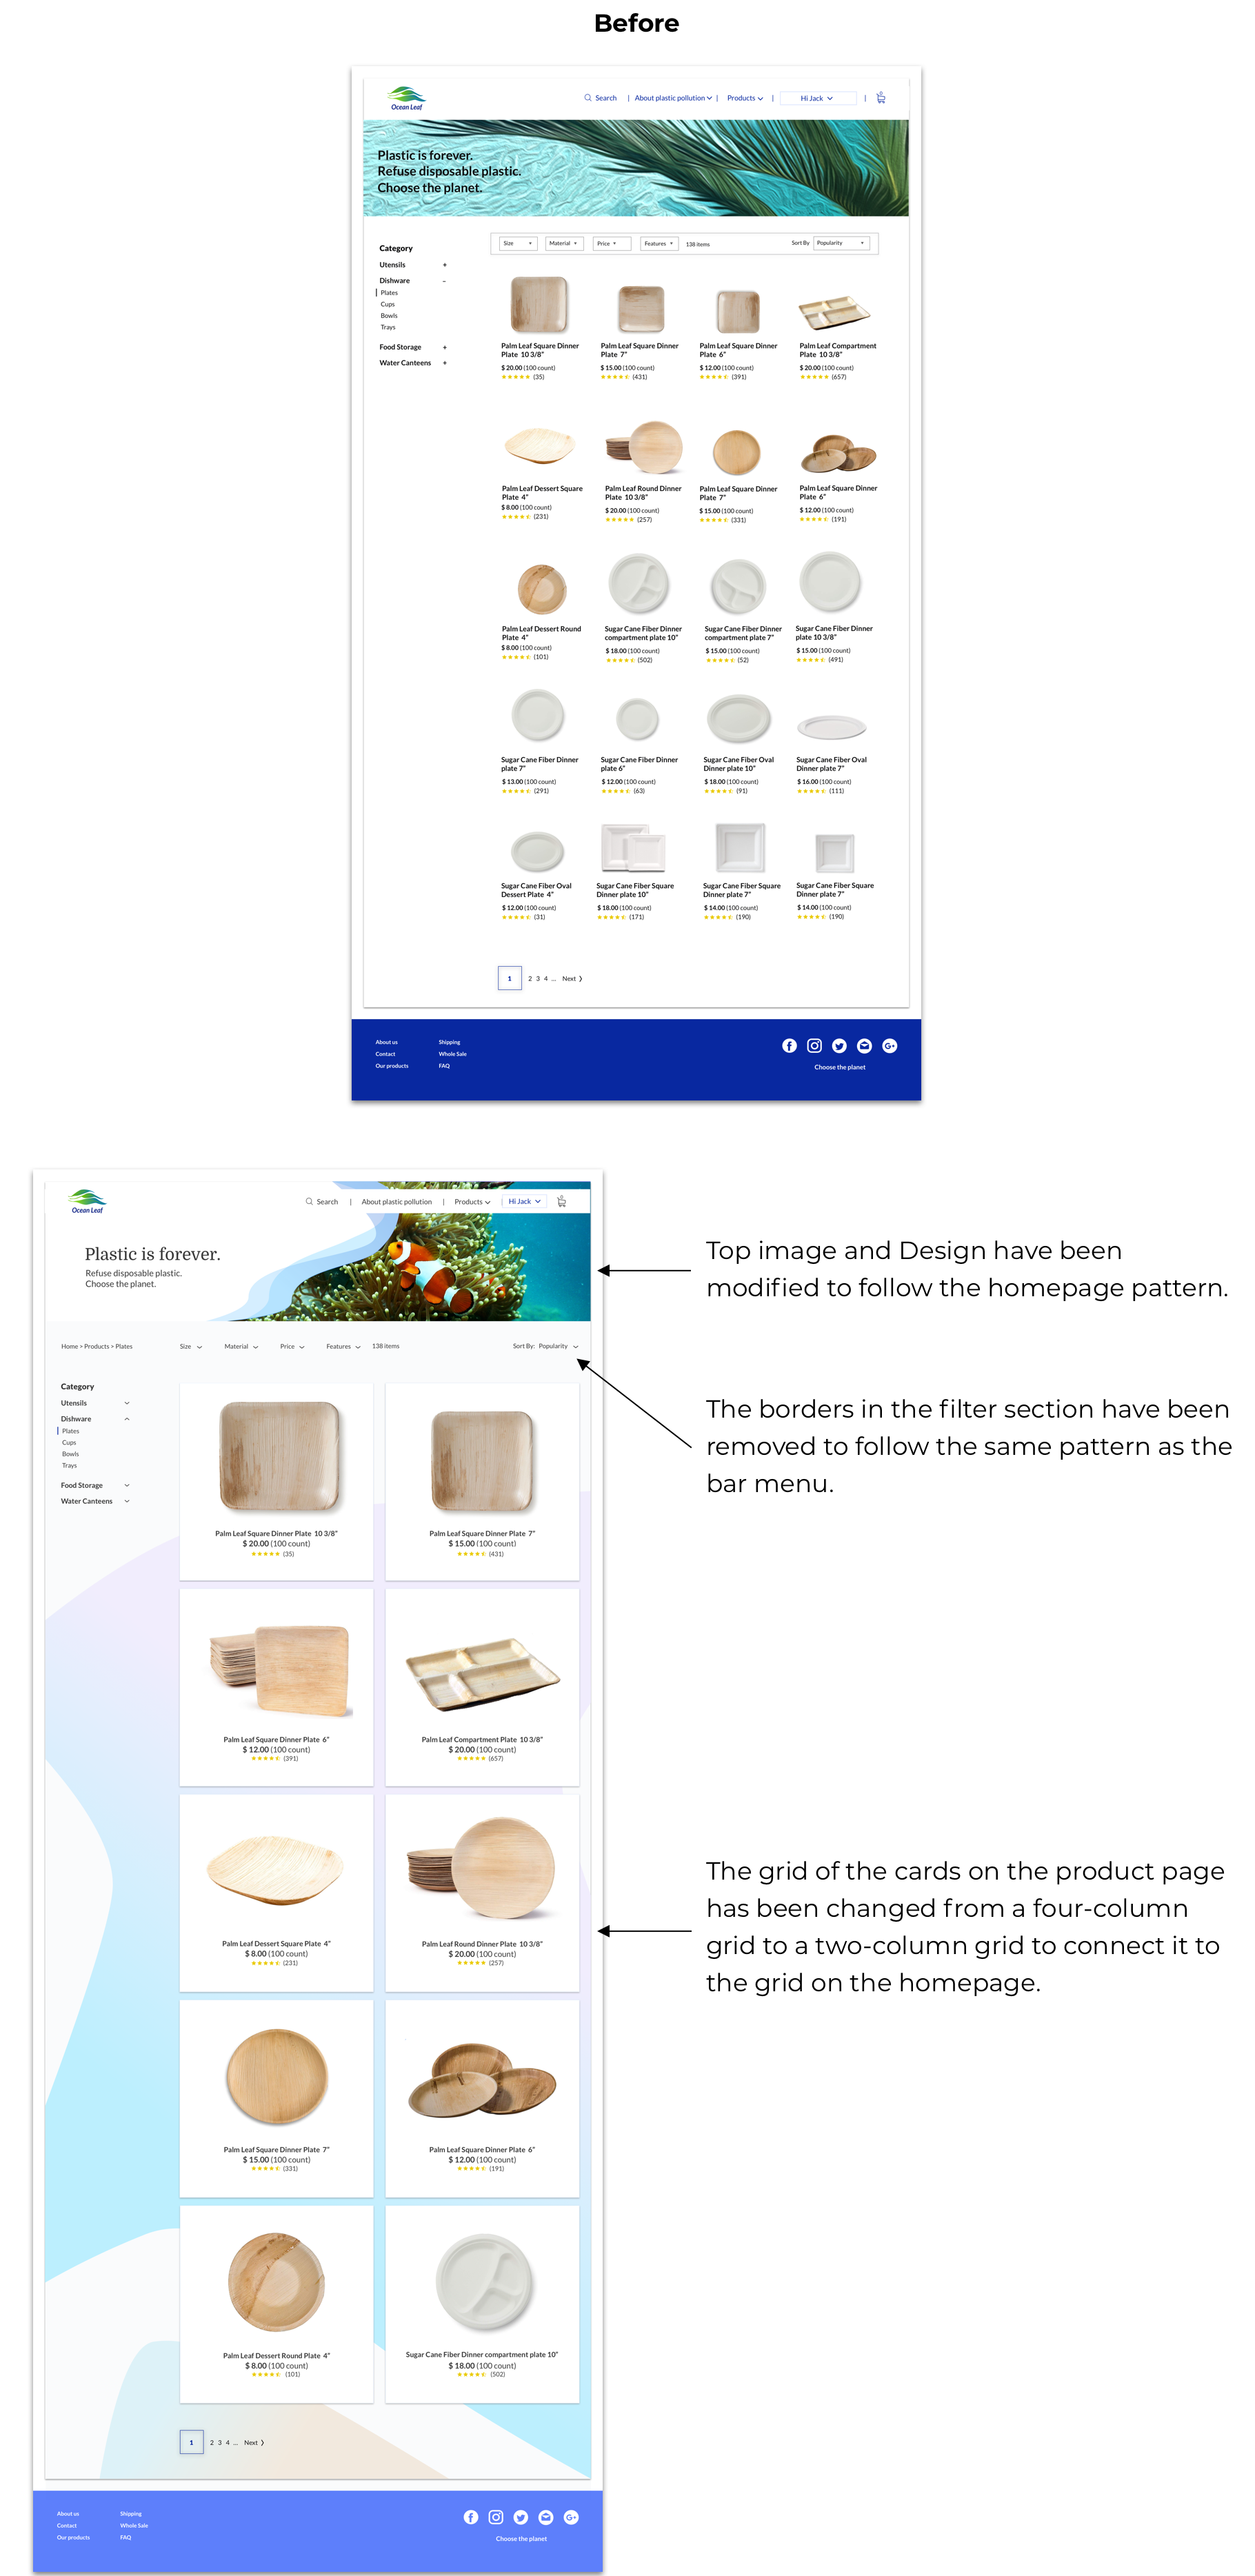 Before
Ocean Leaf
Search | About plastic pollution | Products | Hi Jack | 0
Plastic is forever.
Refuse disposable plastic.
Choose the planet.
Size Material Price Features 138 items Sort By Popularity
Category
Utensils +
Dishware -
Plates
Cups
Bowls
Trays
Food Storage +
Water Canteens +
Palm Leaf Square Dinner
Plate 10 3/8”
$ 20.00 (100 count)
(35)
Palm Leaf Square Dinner
Plate 7”
$ 15.00 (100 count)
(431)
Palm Leaf Square Dinner
Plate 6”
$ 12.00 (100 count)
(391)
Palm Leaf Compartment
Plate 10 3/8”
$ 20.00 (100 count)
(657)
Palm Leaf Dessert Square
Plate 4”
$ 8.00 (100 count)
(231)
Palm Leaf Round Dinner
Plate 10 3/8”
$ 20.00 (100 count)
(257)
Palm Leaf Square Dinner
Plate 7”
$ 15.00 (100 count)
(331)
Palm Leaf Square Dinner
Plate 6”
$ 12.00 (100 count)
(191)
Palm Leaf Dessert Round
Plate 4”
$ 8.00 (100 count)
(101)
Sugar Cane Fiber Dinner
compartment plate 10”
$ 18.00 (100 count)
(502)
Sugar Cane Fiber Dinner
compartment plate 7”
$ 15.00 (100 count)
(52)
Sugar Cane Fiber Dinner
plate 10 3/8”
$ 15.00 (100 count)
(491)
Sugar Cane Fiber Dinner
plate 7”
$ 13.00 (100 count)
(291)
Sugar Cane Fiber Dinner
plate 6”
$ 12.00 (100 count)
(63)
Sugar Cane Fiber Oval
Dinner plate 10”
$ 18.00 (100 count)
(91)
Sugar Cane Fiber Oval
Dinner plate 7”
$ 16.00 (100 count)
(111)
Sugar Cane Fiber Oval
Dessert Plate 4”
$ 12.00 (100 count)
(31)
Sugar Cane Fiber Square
Dinner plate 10”
$ 18.00 (100 count)
(171)
Sugar Cane Fiber Square
Dinner plate 7”
$ 14.00 (100 count)
(190)
Sugar Cane Fiber Square
Dinner plate 7”
$ 14.00 (100 count)
(190)
1 2 3 4 ... Next
About us
Contact
Our products
Shipping
Whole Sale
FAQ
Choose the planet
Ocean Leaf
Search | About plastic pollution | Products | Hi Jack 0
Plastic is forever.
Refuse disposable plastic.
Choose the planet.
Top image and Design have been
modified to follow the homepage pattern.
Home > Products > Plates Size Material Price Features 138 items Sort By: Popularity
The borders in the filter section have been
removed to follow the same pattern as the
bar menu.
Category
Utensils
Dishware
Plates
Cups
Bowls
Trays
Food Storage
Water Canteens
Palm Leaf Square Dinner Plate 10 3/8”
$ 20.00 (100 count)
(35)
Palm Leaf Square Dinner Plate 7”
$ 15.00 (100 count)
(431)
Palm Leaf Square Dinner Plate 6”
$ 12.00 (100 count)
(391)
Palm Leaf Compartment Plate 10 3/8”
$ 20.00 (100 count)
(657)
Palm Leaf Dessert Square Plate 4”
$ 8.00 (100 count)
(231)
Palm Leaf Round Dinner Plate 10 3/8”
$ 20.00 (100 count)
(257)
The grid of the cards on the product page
has been changed from a four-column
grid to a two-column grid to connect it to
the grid on the homepage.
Palm Leaf Square Dinner Plate 7”
$ 15.00 (100 count)
(331)
Palm Leaf Square Dinner Plate 6”
$ 12.00 (100 count)
(191)
Palm Leaf Dessert Round Plate 4”
$ 8.00 (100 count)
(101)
Sugar Cane Fiber Dinner compartment plate 10”
$ 18.00 (100 count)
(502)
1 2 3 4 ... Next
About us
Contact
Our products
Shipping
Whole Sale
FAQ
Choose the planet